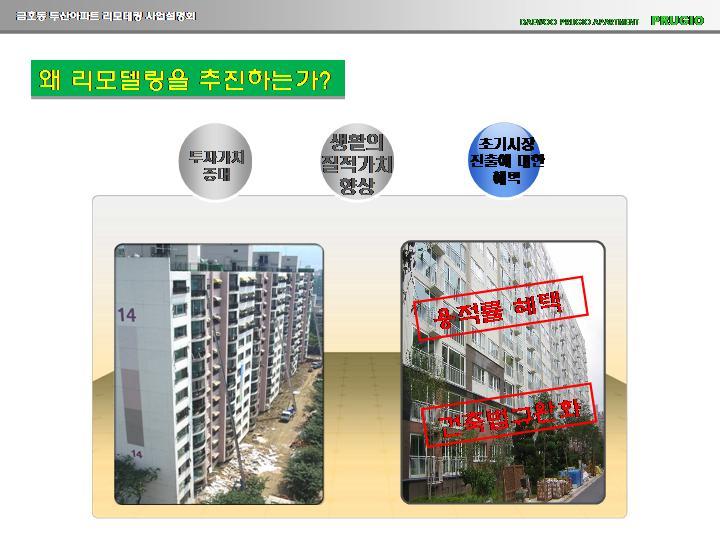 금호동 두산아파트 리모델링 사업설명회
DAEWOO PRUGIO APARTMENT PRUGIO
왜 리모델링을 추진하는가?
투자가치
증대
생활의
질적가치
향상
초기시장
진출에 대한
혜택
14
14
용적률 혜택
건축법규완화